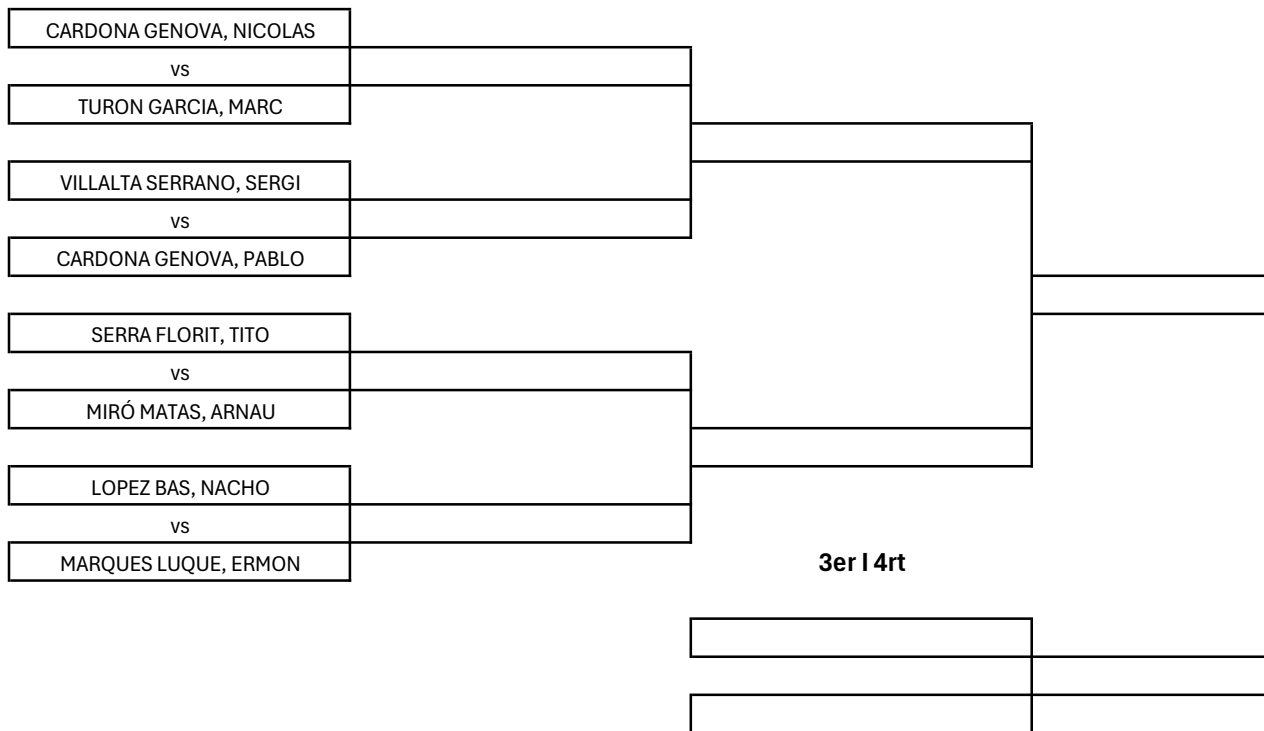 CARDONA GENOVA, NICOLAS
vs
TURON GARCIA, MARC
VILLALTA SERRANO, SERGI
vs
CARDONA GENOVA, PABLO
SERRA FLORIT, TITO
vs
MIRÓ MATAS, ARNAU
LOPEZ BAS, NACHO
vs
MARQUES LUQUE, ERMON
3er I 4rt